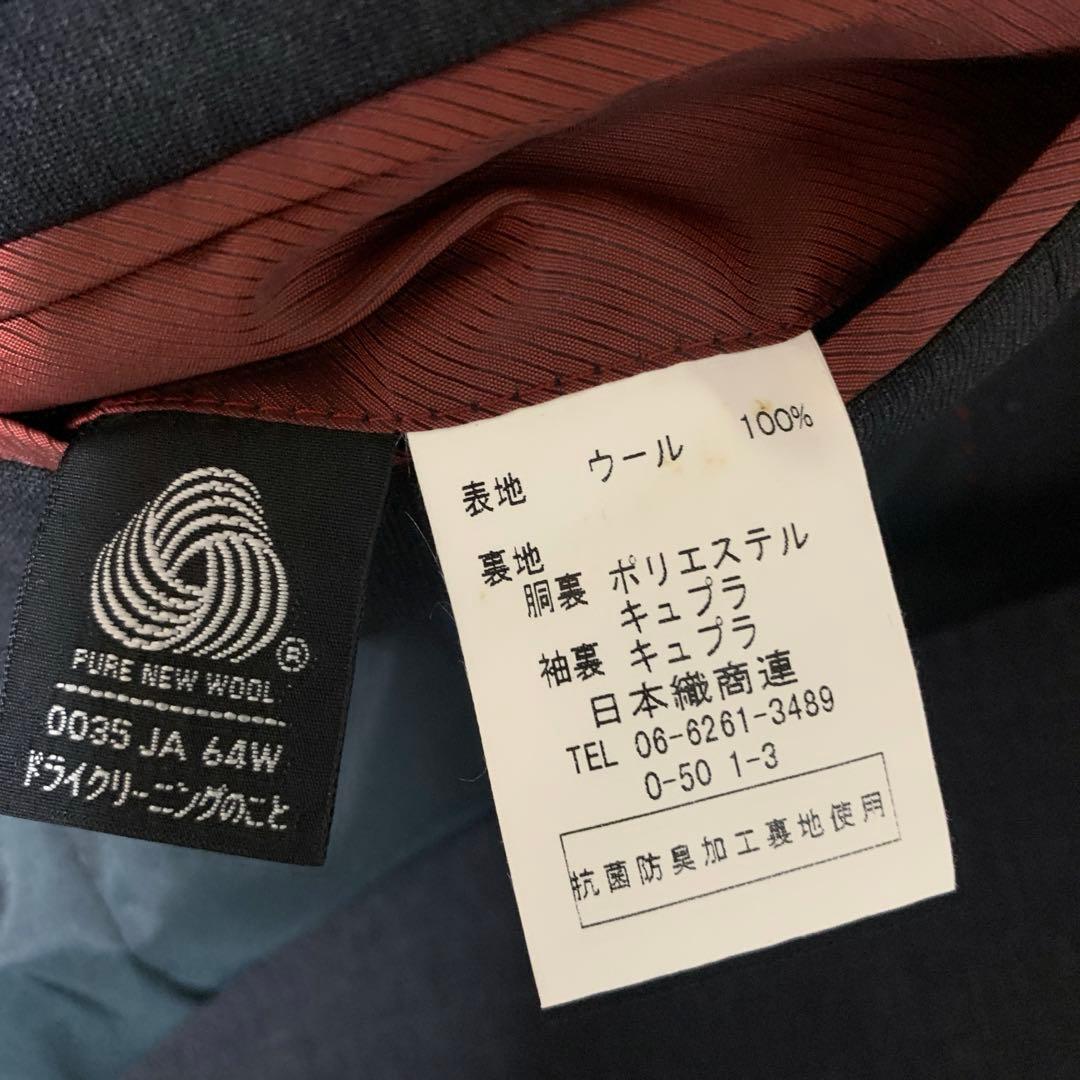 PURE NEW WOOL
®
0035 JA 64W
ドライクリーニングのこと
表地 ウール 100%
裏地
胴裏 ポリエステル
キュプラ
袖裏 キュプラ
日本織商連
TEL 06-6261-3489
0-50 1-3
抗菌防臭加工裏地使用